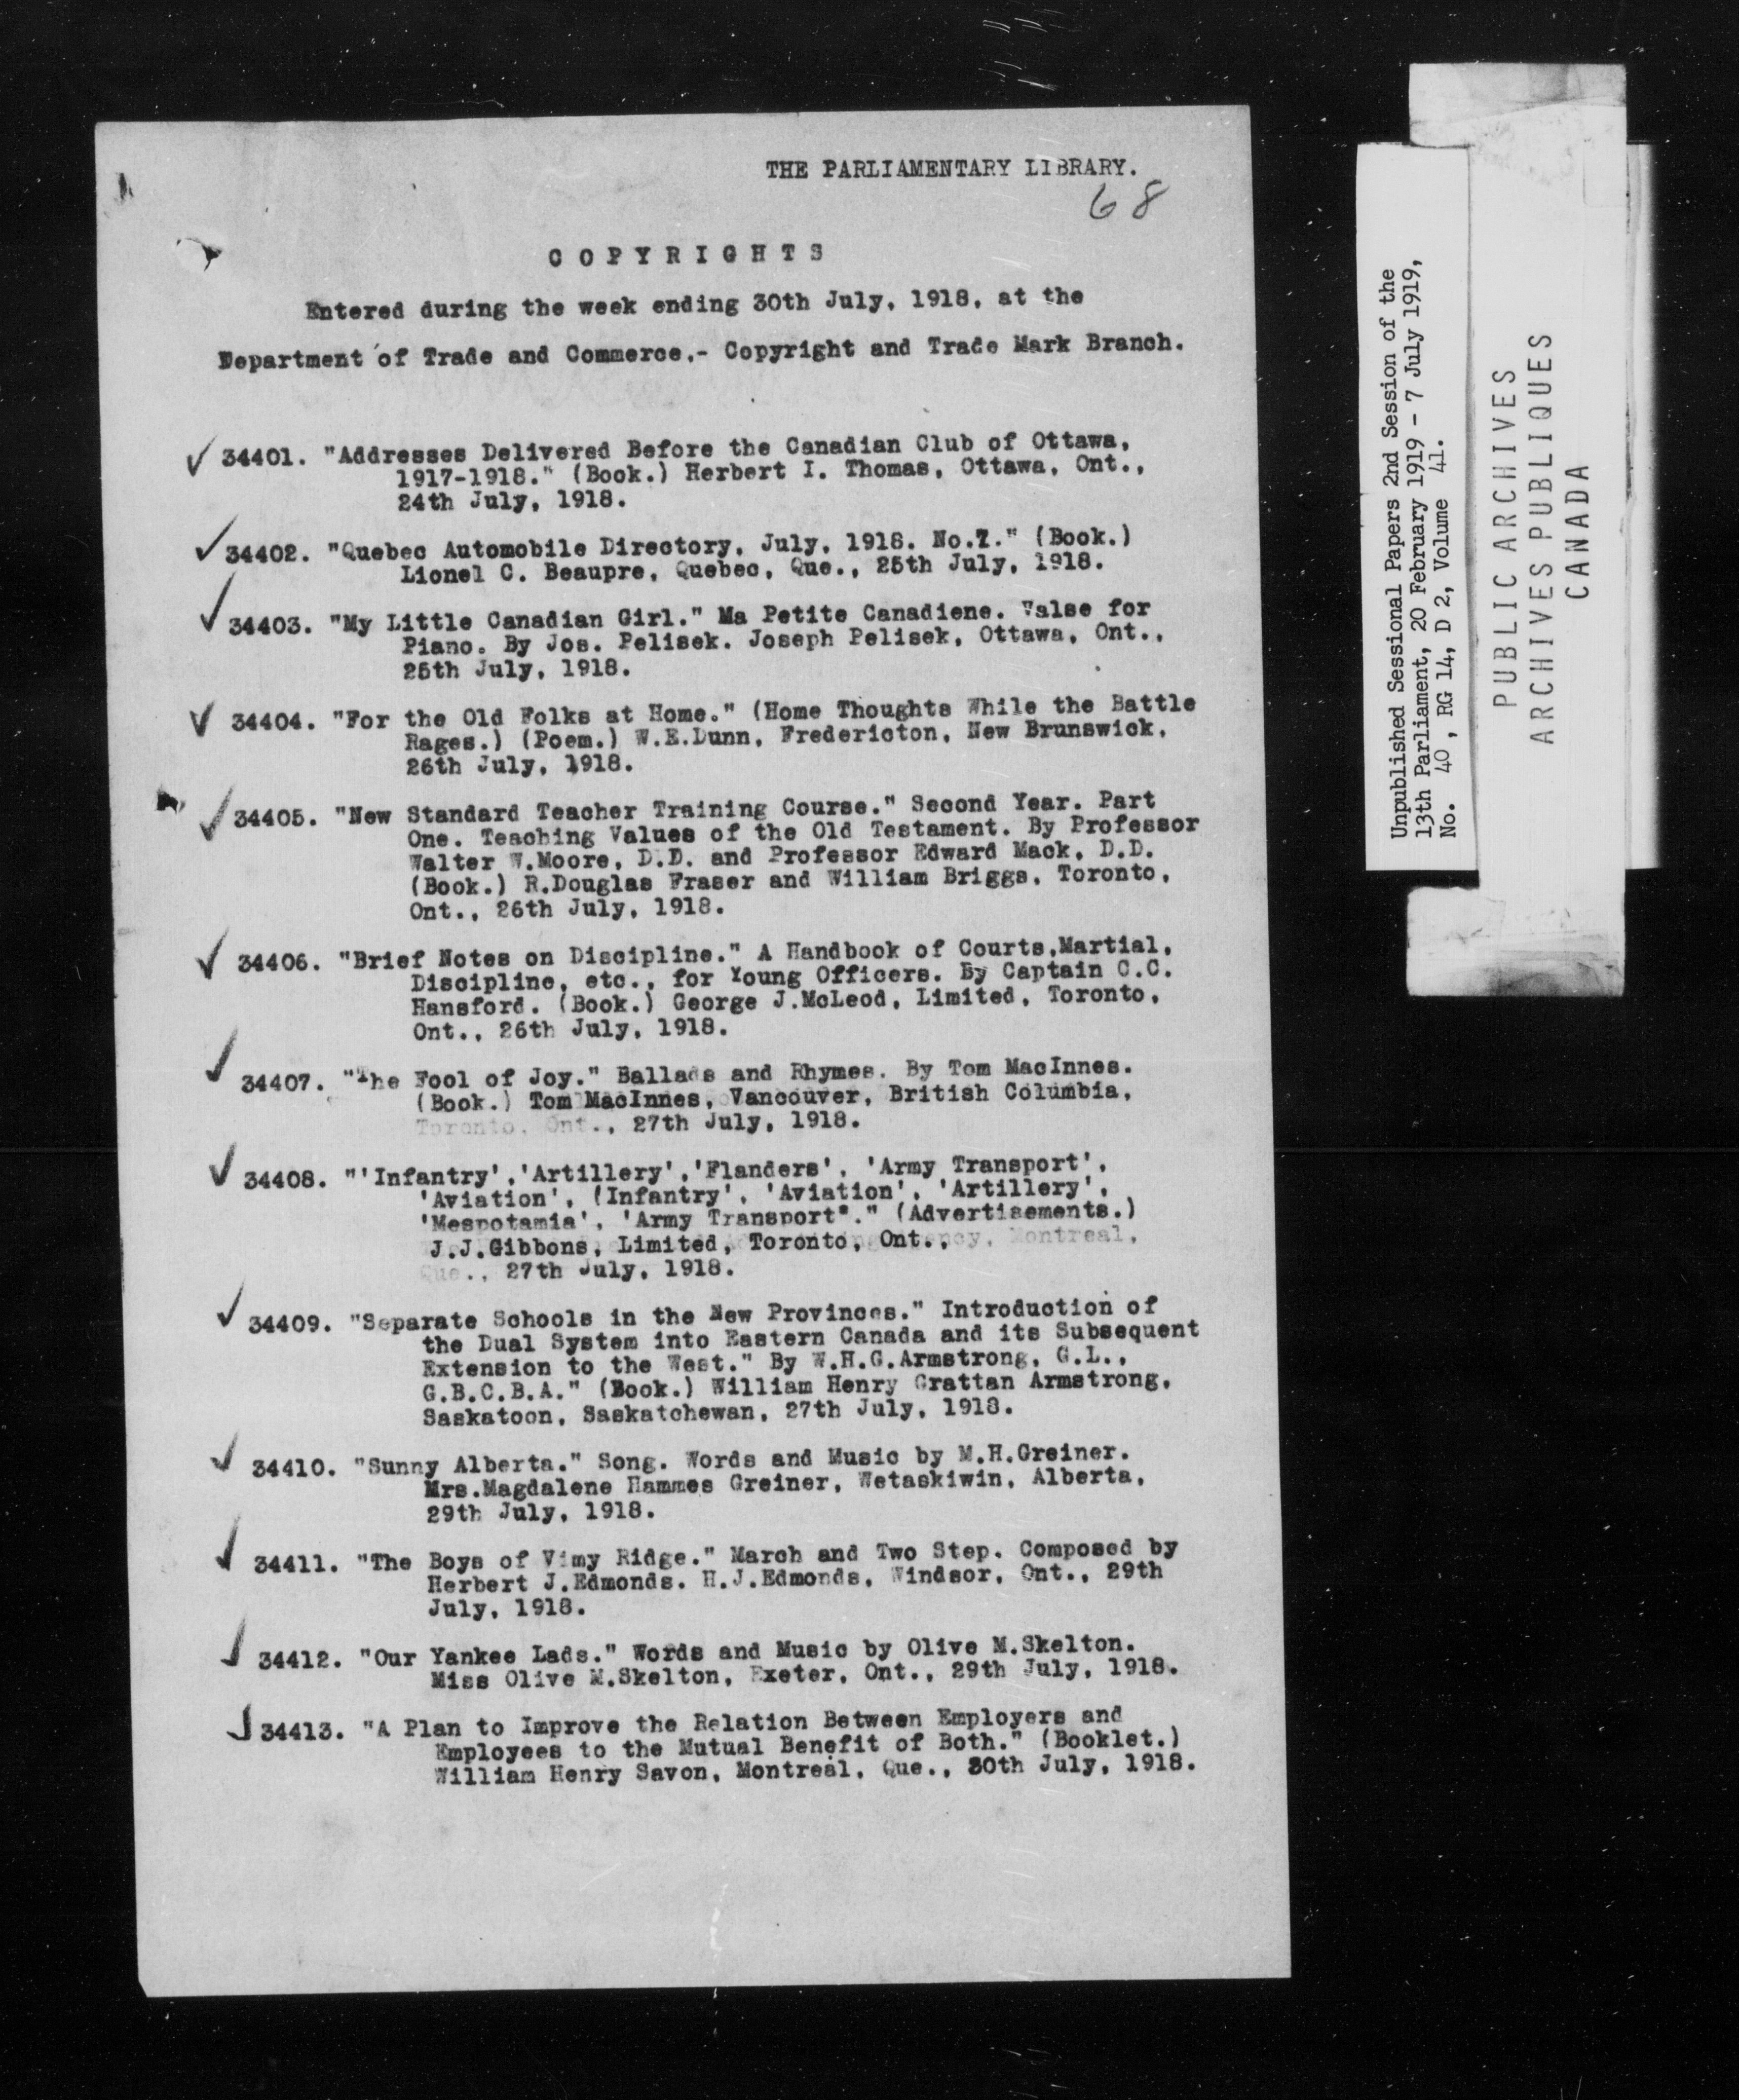 THE PARLIAMENTARY LIBRARY.
68
COPYRIGHTS
Entered during the week ending 30th July, 1918, at the
Department of Trade and Commerce,- Copyright and Trade Mark Branch.
34401. "Addresses Delivered Before the Canadian Club of Ottawa,
1917-1918." (Book.) Herbert I. Thomas, Ottawa, Ont.,
24th July, 1918.
34402. "Quebec Automobile Directory, July, 1918. No.7." (Book.)
Lionel C. Beaupre, Quebec, Que., 25th July, 1918.
34403. "My Little Canadian Girl." Ma Petite Canadiene. Valse for
Piano. By Jos. Pelisek. Joseph Pelisek, Ottawa, Ont.,
25th July, 1918.
34404. "For the Old Folks at Home." (Home Thoughts While the Battle
Rages.) (Poem.) W.E.Dunn, Fredericton, New Brunswick,
26th July, 1918.
34405. "New Standard Teacher Training Course." Second Year. Part
One. Teaching Values of the Old Testament. By Professor
Walter W.Moore, D.D. and Professor Edward Mack, D.D.
(Book.) R.Douglas Fraser and William Briggs, Toronto,
Ont., 26th July, 1918.
34406. "Brief Notes on Discipline." A Handbook of Courts,Martial,
Discipline, etc., for Young Officers. By Captain C.C.
Hansford. (Book.) George J.McLeod, Limited, Toronto,
Ont., 26th July, 1918.
34407. "The Fool of Joy." Ballads and Rhymes. By Tom MacInnes.
(Book.) Tom MacInnes, Vancouver, British Columbia,
Toronto, Ont., 27th July, 1918.
34408. "'Infantry','Artillery','Flanders', 'Army Transport',
'Aviation', (Infantry', 'Aviation', 'Artillery',
'Mespotamia', 'Army Transport"." (Advertisements.)
J.J.Gibbons, Limited, Toronto, Ont., Montreal,
Que., 27th July, 1918.
34409. "Separate Schools in the New Provinces." Introduction of
the Dual System into Eastern Canada and its Subsequent
Extension to the West." By W.H.G.Armstrong, G.L.,
G.B.C.B.A." (Book.) William Henry Grattan Armstrong,
Saskatoon, Saskatchewan, 27th July, 1918.
34410. "Sunny Alberta." Song. Words and Music by M.H.Greiner.
Mrs.Magdalene Hammes Greiner, Wetaskiwin, Alberta,
29th July, 1918.
34411. "The Boys of Vimy Ridge." March and Two Step. Composed by
Herbert J.Edmonds. H.J.Edmonds, Windsor, Ont., 29th
July, 1918.
34412. "Our Yankee Lads." Words and Music by Olive M.Skelton.
Miss Olive M.Skelton, Exeter, Ont., 29th July, 1918.
34413. "A Plan to Improve the Relation Between Employers and
Employees to the Mutual Benefit of Both." (Booklet.)
William Henry Savon, Montreal, Que., 30th July, 1918.
Unpublished Sessional Papers 2nd Session of the
13th Parliament, 20 February 1919 - 7 July 1919,
No. 40 , RG 14, D 2, Volume 41.
PUBLIC ARCHIVES
ARCHIVES PUBLIQUES
CANADA